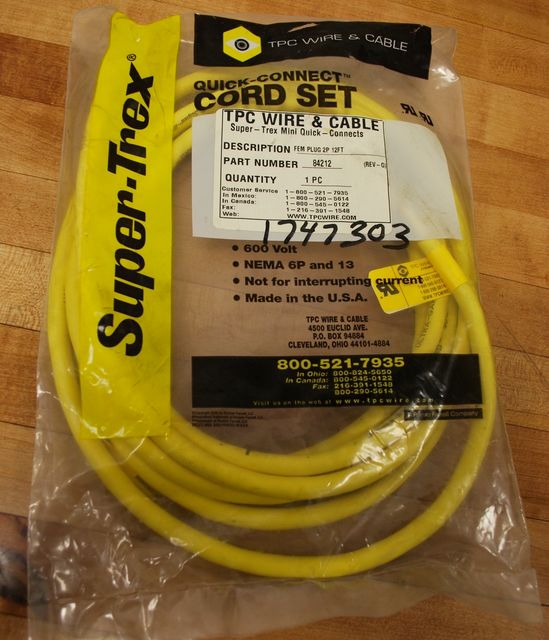 TPC WIRE & CABLE
Super-Trex®
QUICK-CONNECT™
CORD SET
TPC WIRE & CABLE
Super-Trex Mini Quick-Connects
DESCRIPTION FEM PLUG 2P 12FT
PART NUMBER 84212
QUANTITY 1 PC
Customer Service 1-800-521-7935
In Mexico: 1-800-290-5614
In Canada: 1-800-545-0122
Fax: 1-216-391-1548
Web: WWW.TPCWIRE.COM
1747303
• 600 Volt
• NEMA 6P and 13
• Not for interrupting current
• Made in the U.S.A.
TPC WIRE & CABLE
4500 EUCLID AVE.
P.O. BOX 94884
CLEVELAND, OHIO 44101-4884
800-521-7935
In Ohio: 800-824-5650
In Canada: 800-545-0122
Fax: 216-391-1548
800-290-5614
Visit us on the web at www.tpcwire.com